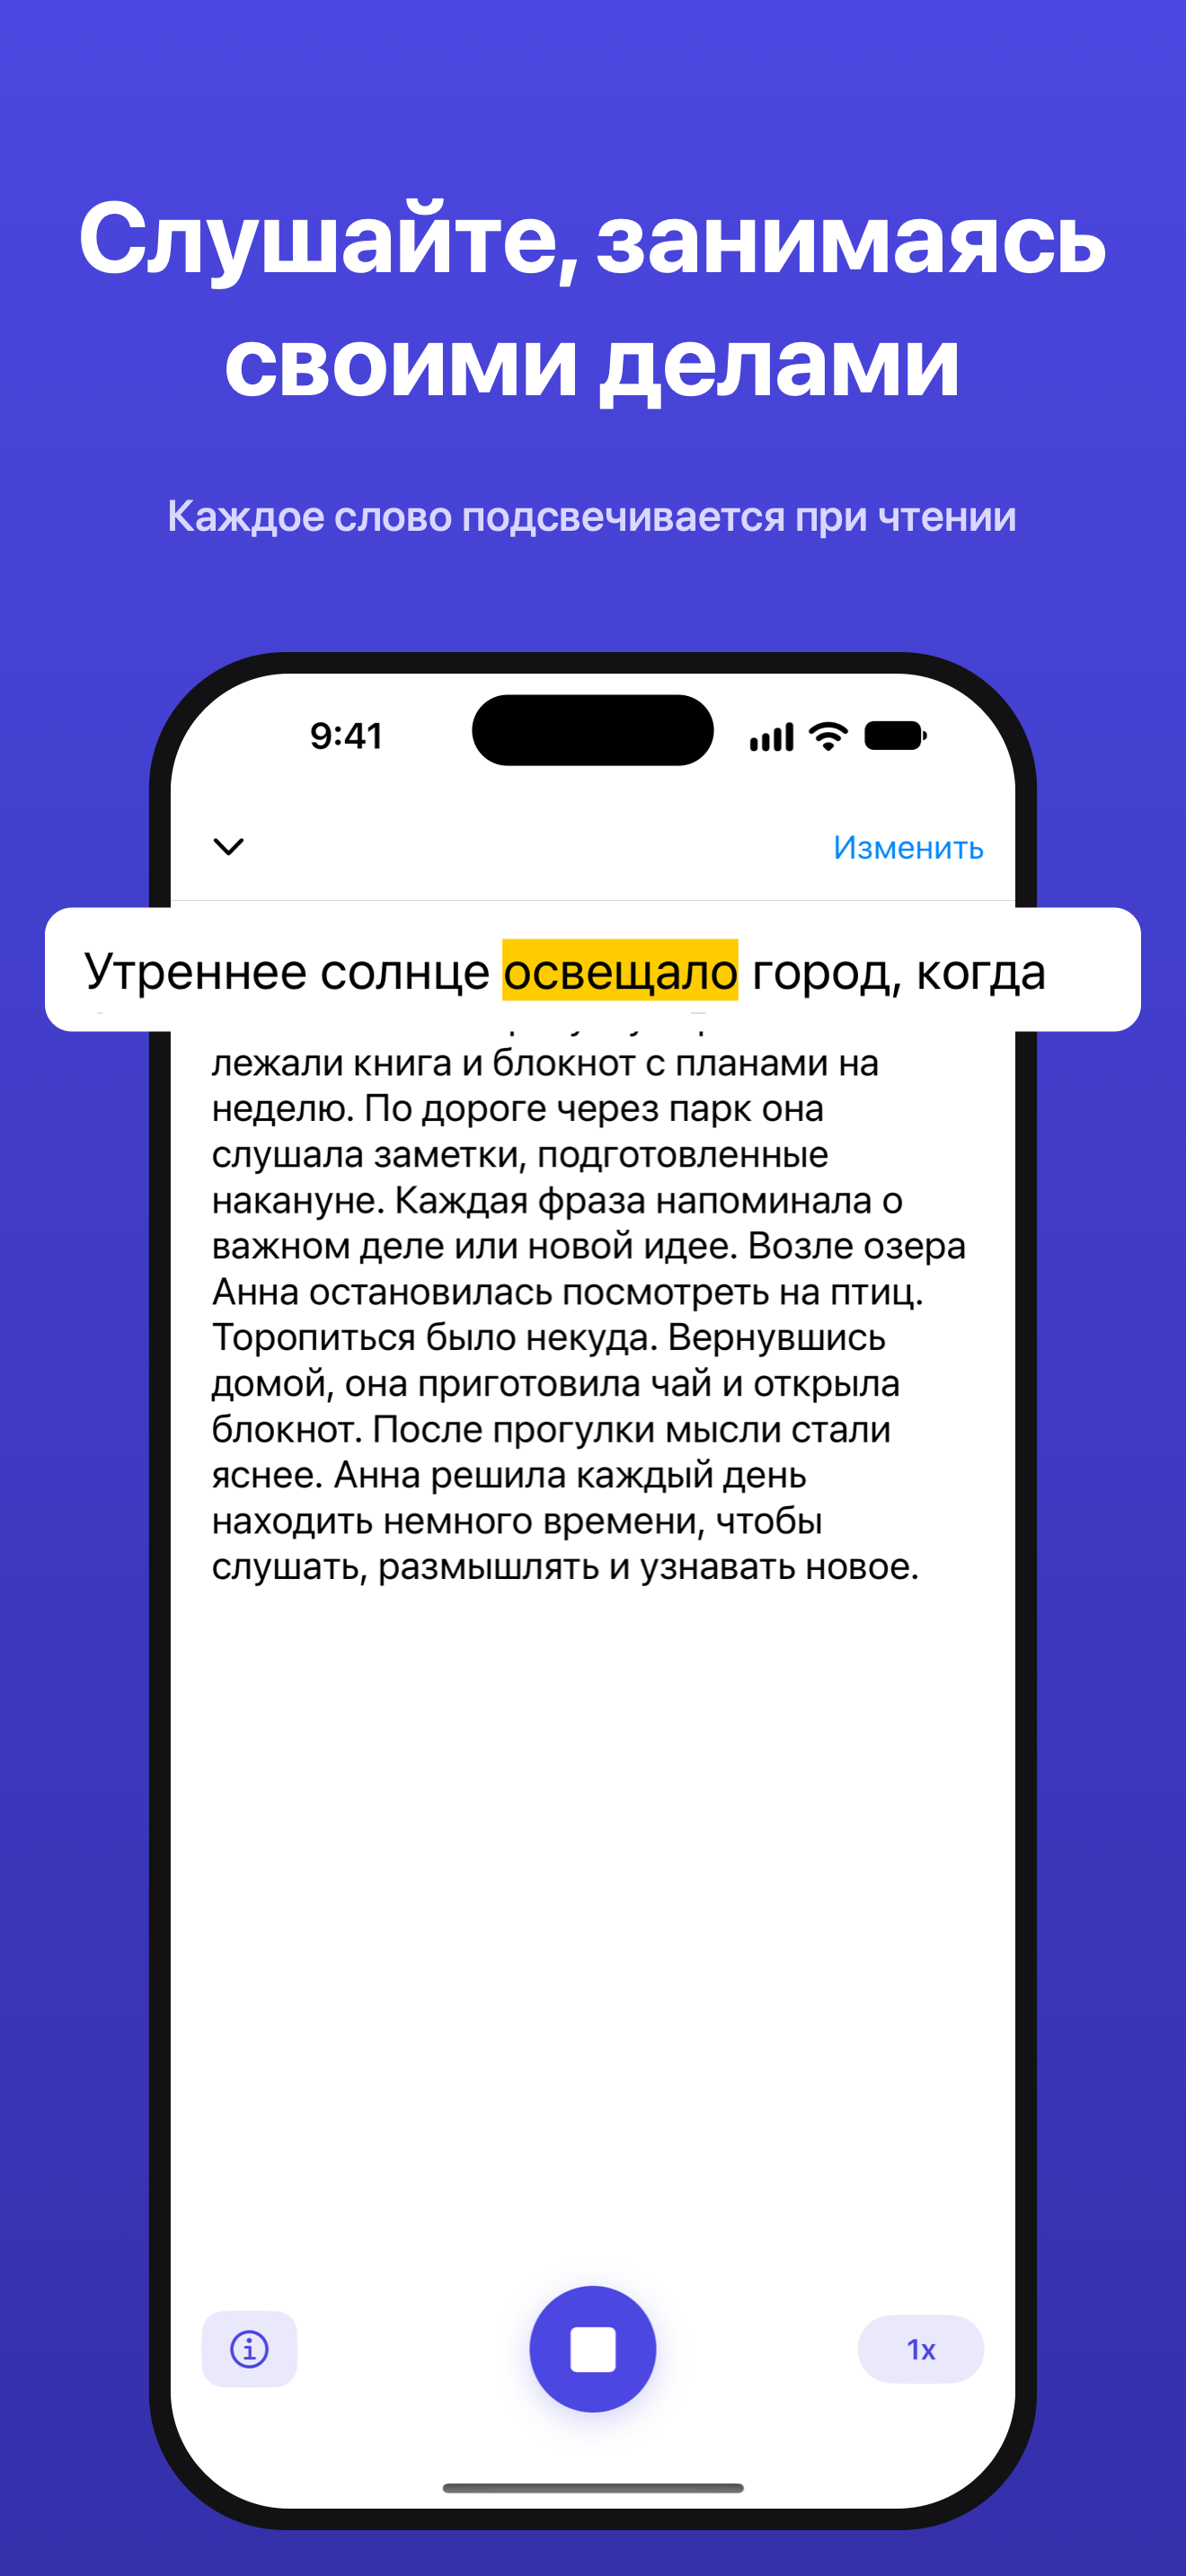 Слушайте, занимаясь
своими делами
Каждое слово подсвечивается при чтении
9:41
Изменить
Утреннее солнце освещало город, когда
лежали книга и блокнот с планами на
неделю. По дороге через парк она
слушала заметки, подготовленные
накануне. Каждая фраза напоминала о
важном деле или новой идее. Возле озера
Анна остановилась посмотреть на птиц.
Торопиться было некуда. Вернувшись
домой, она приготовила чай и открыла
блокнот. После прогулки мысли стали
яснее. Анна решила каждый день
находить немного времени, чтобы
слушать, размышлять и узнавать новое.
1x